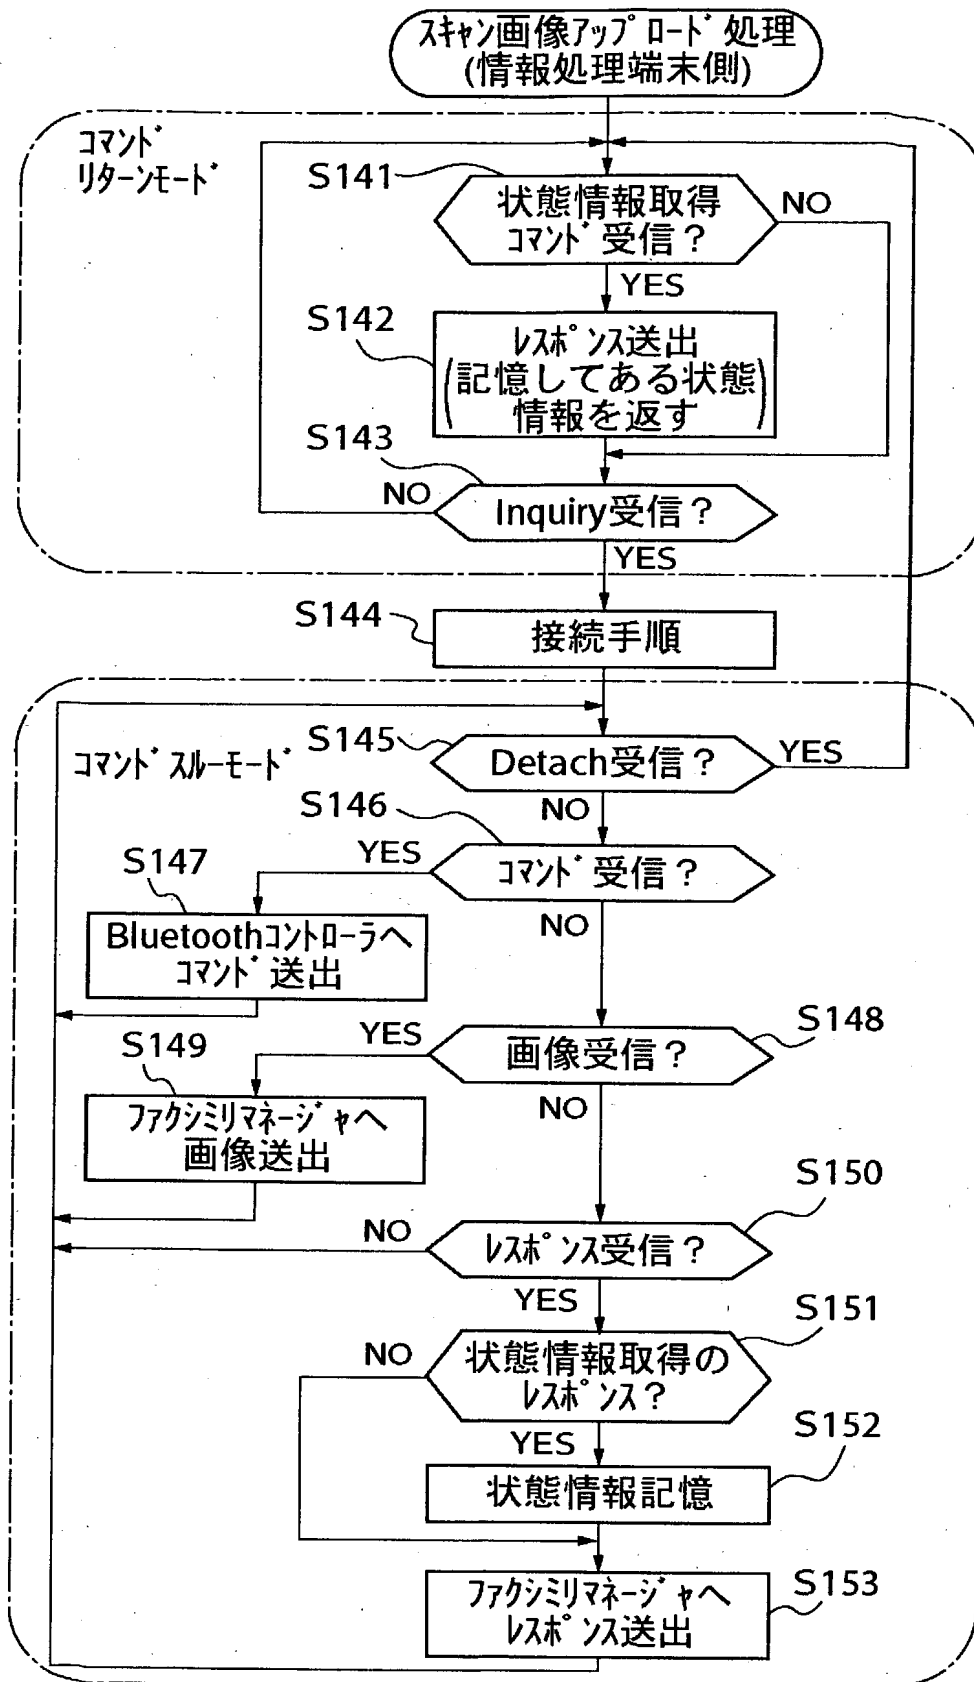 スキャン画像アップロード処理
(情報処理端末側)
コマンド
リターンモード
S141
状態情報取得
コマンド受信?
NO
YES
S142
レスポンス送出
(記憶してある状態
情報を返す)
S143
NO
Inquiry受信?
YES
S144
接続手順
コマンドスルーモード
S145
Detach受信?
YES
NO
S146
YES
コマンド受信?
NO
S147
Bluetoothコントローラへ
コマンド送出
S148
YES
画像受信?
NO
S149
ファクシミリマネージャへ
画像送出
S150
NO
レスポンス受信?
YES
S151
NO
状態情報取得の
レスポンス?
YES
S152
状態情報記憶
S153
ファクシミリマネージャへ
レスポンス送出